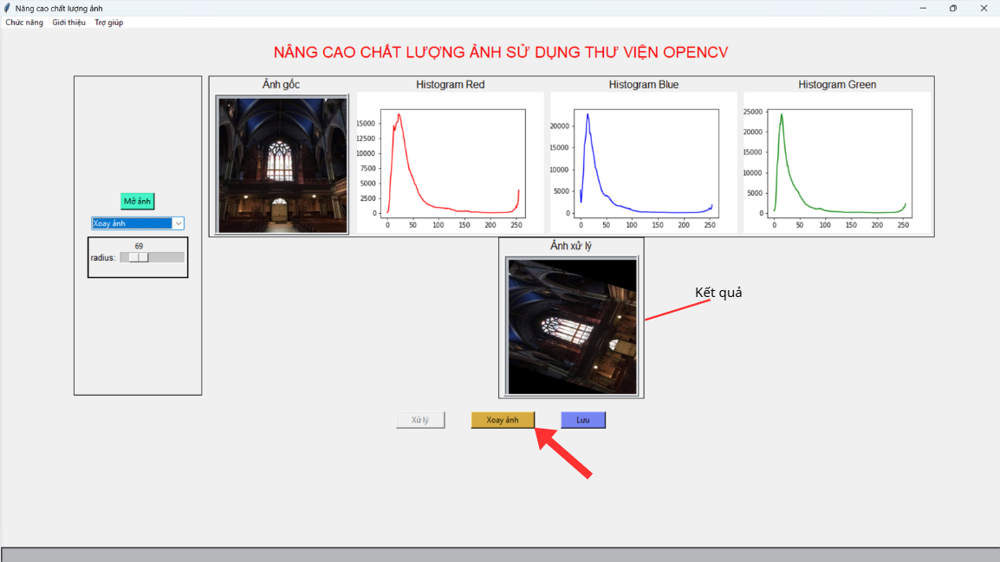 Nâng cao chất lượng ảnh
Chức năng Giới thiệu Trợ giúp
NÂNG CAO CHẤT LƯỢNG ẢNH SỬ DỤNG THƯ VIỆN OPENCV
Ảnh gốc
Histogram Red
Histogram Blue
Histogram Green
15000
12500
10000
7500
5000
2500
0
0 50 100 150 200 250
20000
15000
10000
5000
0
0 50 100 150 200 250
25000
20000
15000
10000
5000
0
0 50 100 150 200 250
Mở ảnh
Xoay ảnh
69
radius:
Ảnh xử lý
Kết quả
Xử lý
Xoay ảnh
Lưu